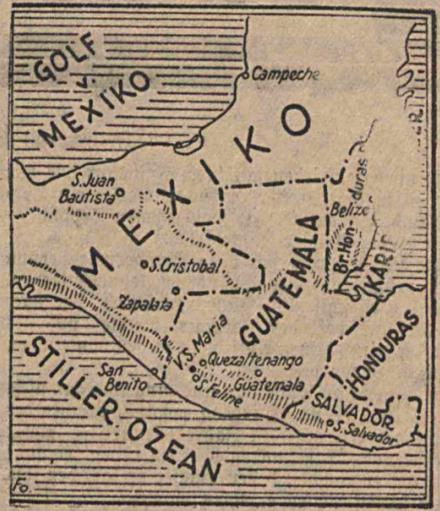 GOLF
v.
MEXIKO
Campeche
MEXIKO
S. Juan
Bautista
Belize
Br. Hon-
duras
KARIB
S. Cristobal
GUATEMALA
Zapalata
S. Maria
HONDURAS
Quezaltenango
San
Benito
Guatemala
S. Feline
SALVADOR
S. Salvador
STILLER OZEAN
Fo.